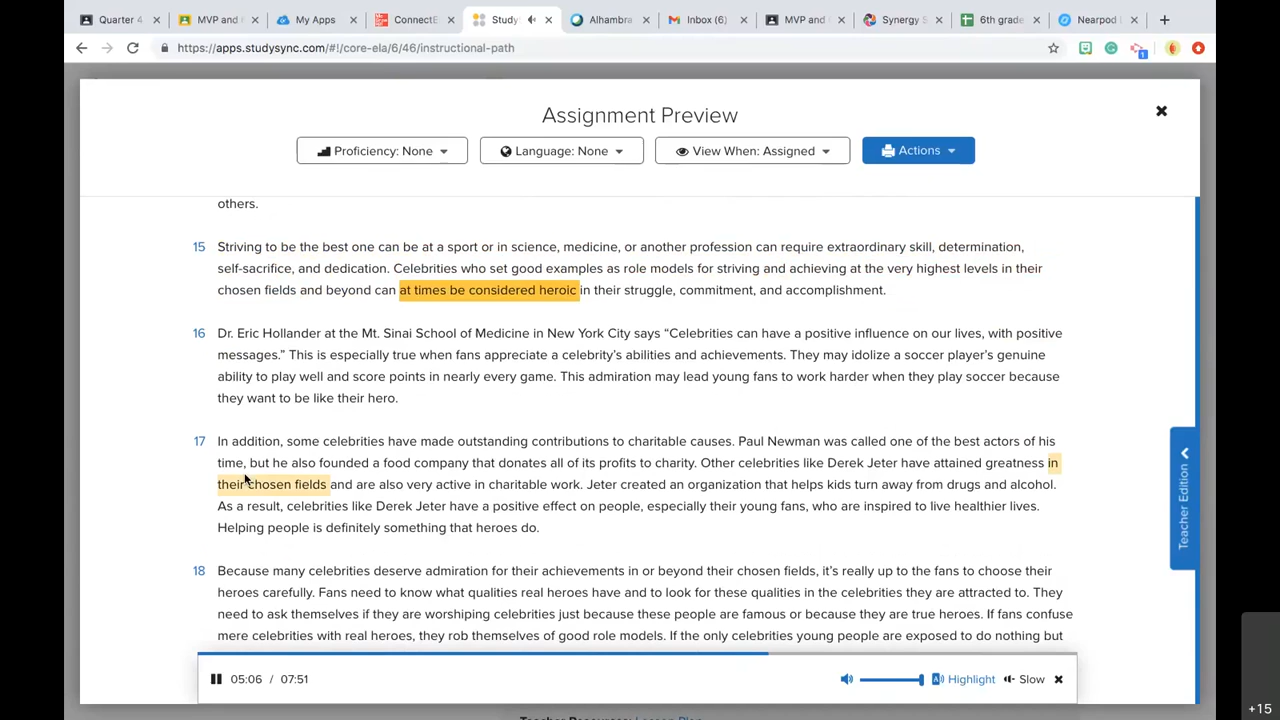 Quarter 4
MVP and
My Apps
ConnectE
Study
Alhambra
Inbox (6)
MVP and
Synergy S
6th grade
Nearpod
https://apps.studysync.com/#!/core-ela/6/46/instructional-path
1
Assignment Preview
Proficiency: None
Language: None
View When: Assigned
Actions
others.
15 Striving to be the best one can be at a sport or in science, medicine, or another profession can require extraordinary skill, determination,
self-sacrifice, and dedication. Celebrities who set good examples as role models for striving and achieving at the very highest levels in their
chosen fields and beyond can at times be considered heroic in their struggle, commitment, and accomplishment.
16 Dr. Eric Hollander at the Mt. Sinai School of Medicine in New York City says “Celebrities can have a positive influence on our lives, with positive
messages.” This is especially true when fans appreciate a celebrity’s abilities and achievements. They may idolize a soccer player’s genuine
ability to play well and score points in nearly every game. This admiration may lead young fans to work harder when they play soccer because
they want to be like their hero.
17 In addition, some celebrities have made outstanding contributions to charitable causes. Paul Newman was called one of the best actors of his
time, but he also founded a food company that donates all of its profits to charity. Other celebrities like Derek Jeter have attained greatness in
their chosen fields and are also very active in charitable work. Jeter created an organization that helps kids turn away from drugs and alcohol.
As a result, celebrities like Derek Jeter have a positive effect on people, especially their young fans, who are inspired to live healthier lives.
Helping people is definitely something that heroes do.
18 Because many celebrities deserve admiration for their achievements in or beyond their chosen fields, it’s really up to the fans to choose their
heroes carefully. Fans need to know what qualities real heroes have and to look for these qualities in the celebrities they are attracted to. They
need to ask themselves if they are worshiping celebrities just because these people are famous or because they are true heroes. If fans confuse
mere celebrities with real heroes, they rob themselves of good role models. If the only celebrities young people are exposed to do nothing but
Teacher Edition
05:06 / 07:51
Highlight
Slow
+15